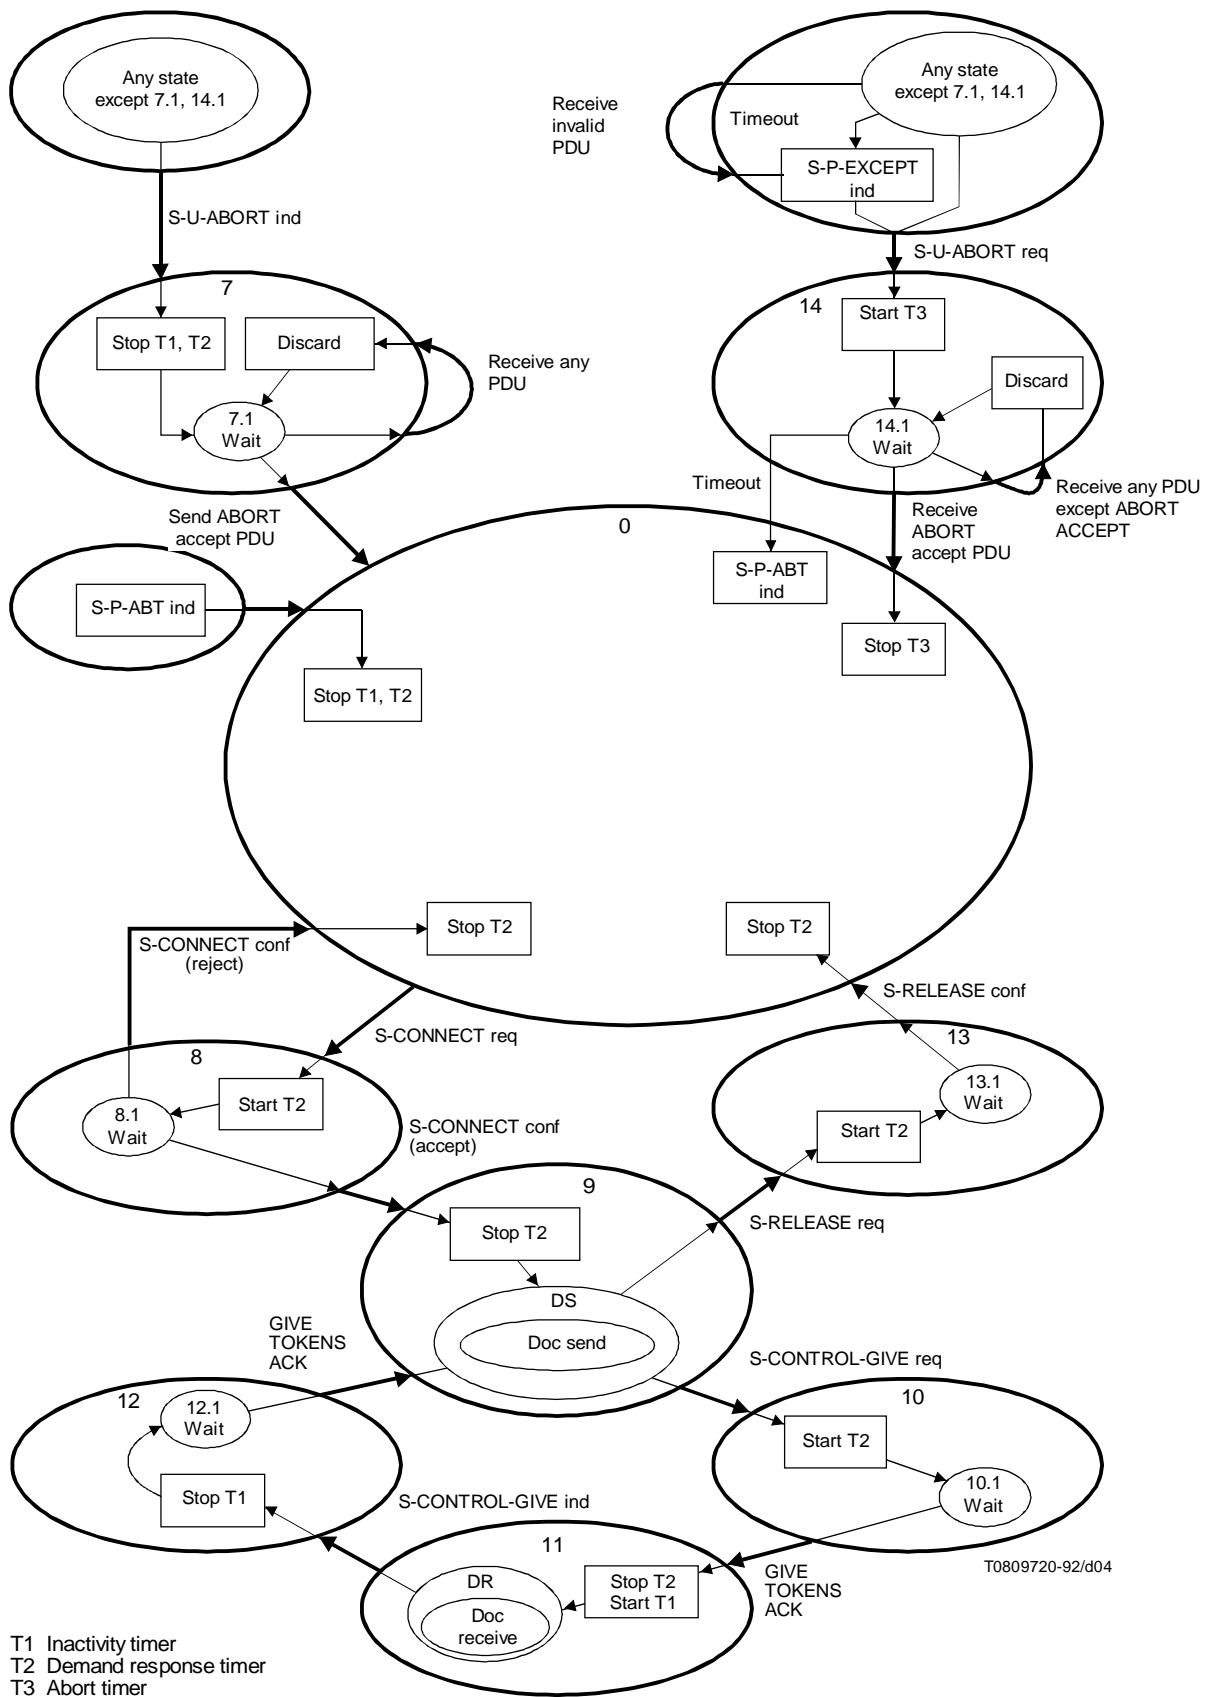 Any state
except 7.1, 14.1
Any state
except 7.1, 14.1
Receive
invalid
PDU
Timeout
S-P-EXCEPT
ind
S-U-ABORT ind
S-U-ABORT req
7
Stop T1, T2
Discard
7.1
Wait
Receive any
PDU
14
Start T3
Discard
14.1
Wait
Timeout
Receive
ABORT
accept PDU
Receive any PDU
except ABORT
ACCEPT
Send ABORT
accept PDU
0
S-P-ABT ind
S-P-ABT
ind
Stop T3
Stop T1, T2
Stop T2
Stop T2
S-CONNECT conf
(reject)
S-RELEASE conf
S-CONNECT req
8
Start T2
8.1
Wait
S-CONNECT conf
(accept)
13
13.1
Wait
Start T2
9
Stop T2
S-RELEASE req
DS
Doc send
GIVE
TOKENS
ACK
S-CONTROL-GIVE req
12
12.1
Wait
Stop T1
10
Start T2
10.1
Wait
S-CONTROL-GIVE ind
11
DR
Doc
receive
Stop T2
Start T1
GIVE
TOKENS
ACK
T0809720-92/d04
T1 Inactivity timer
T2 Demand response timer
T3 Abort timer